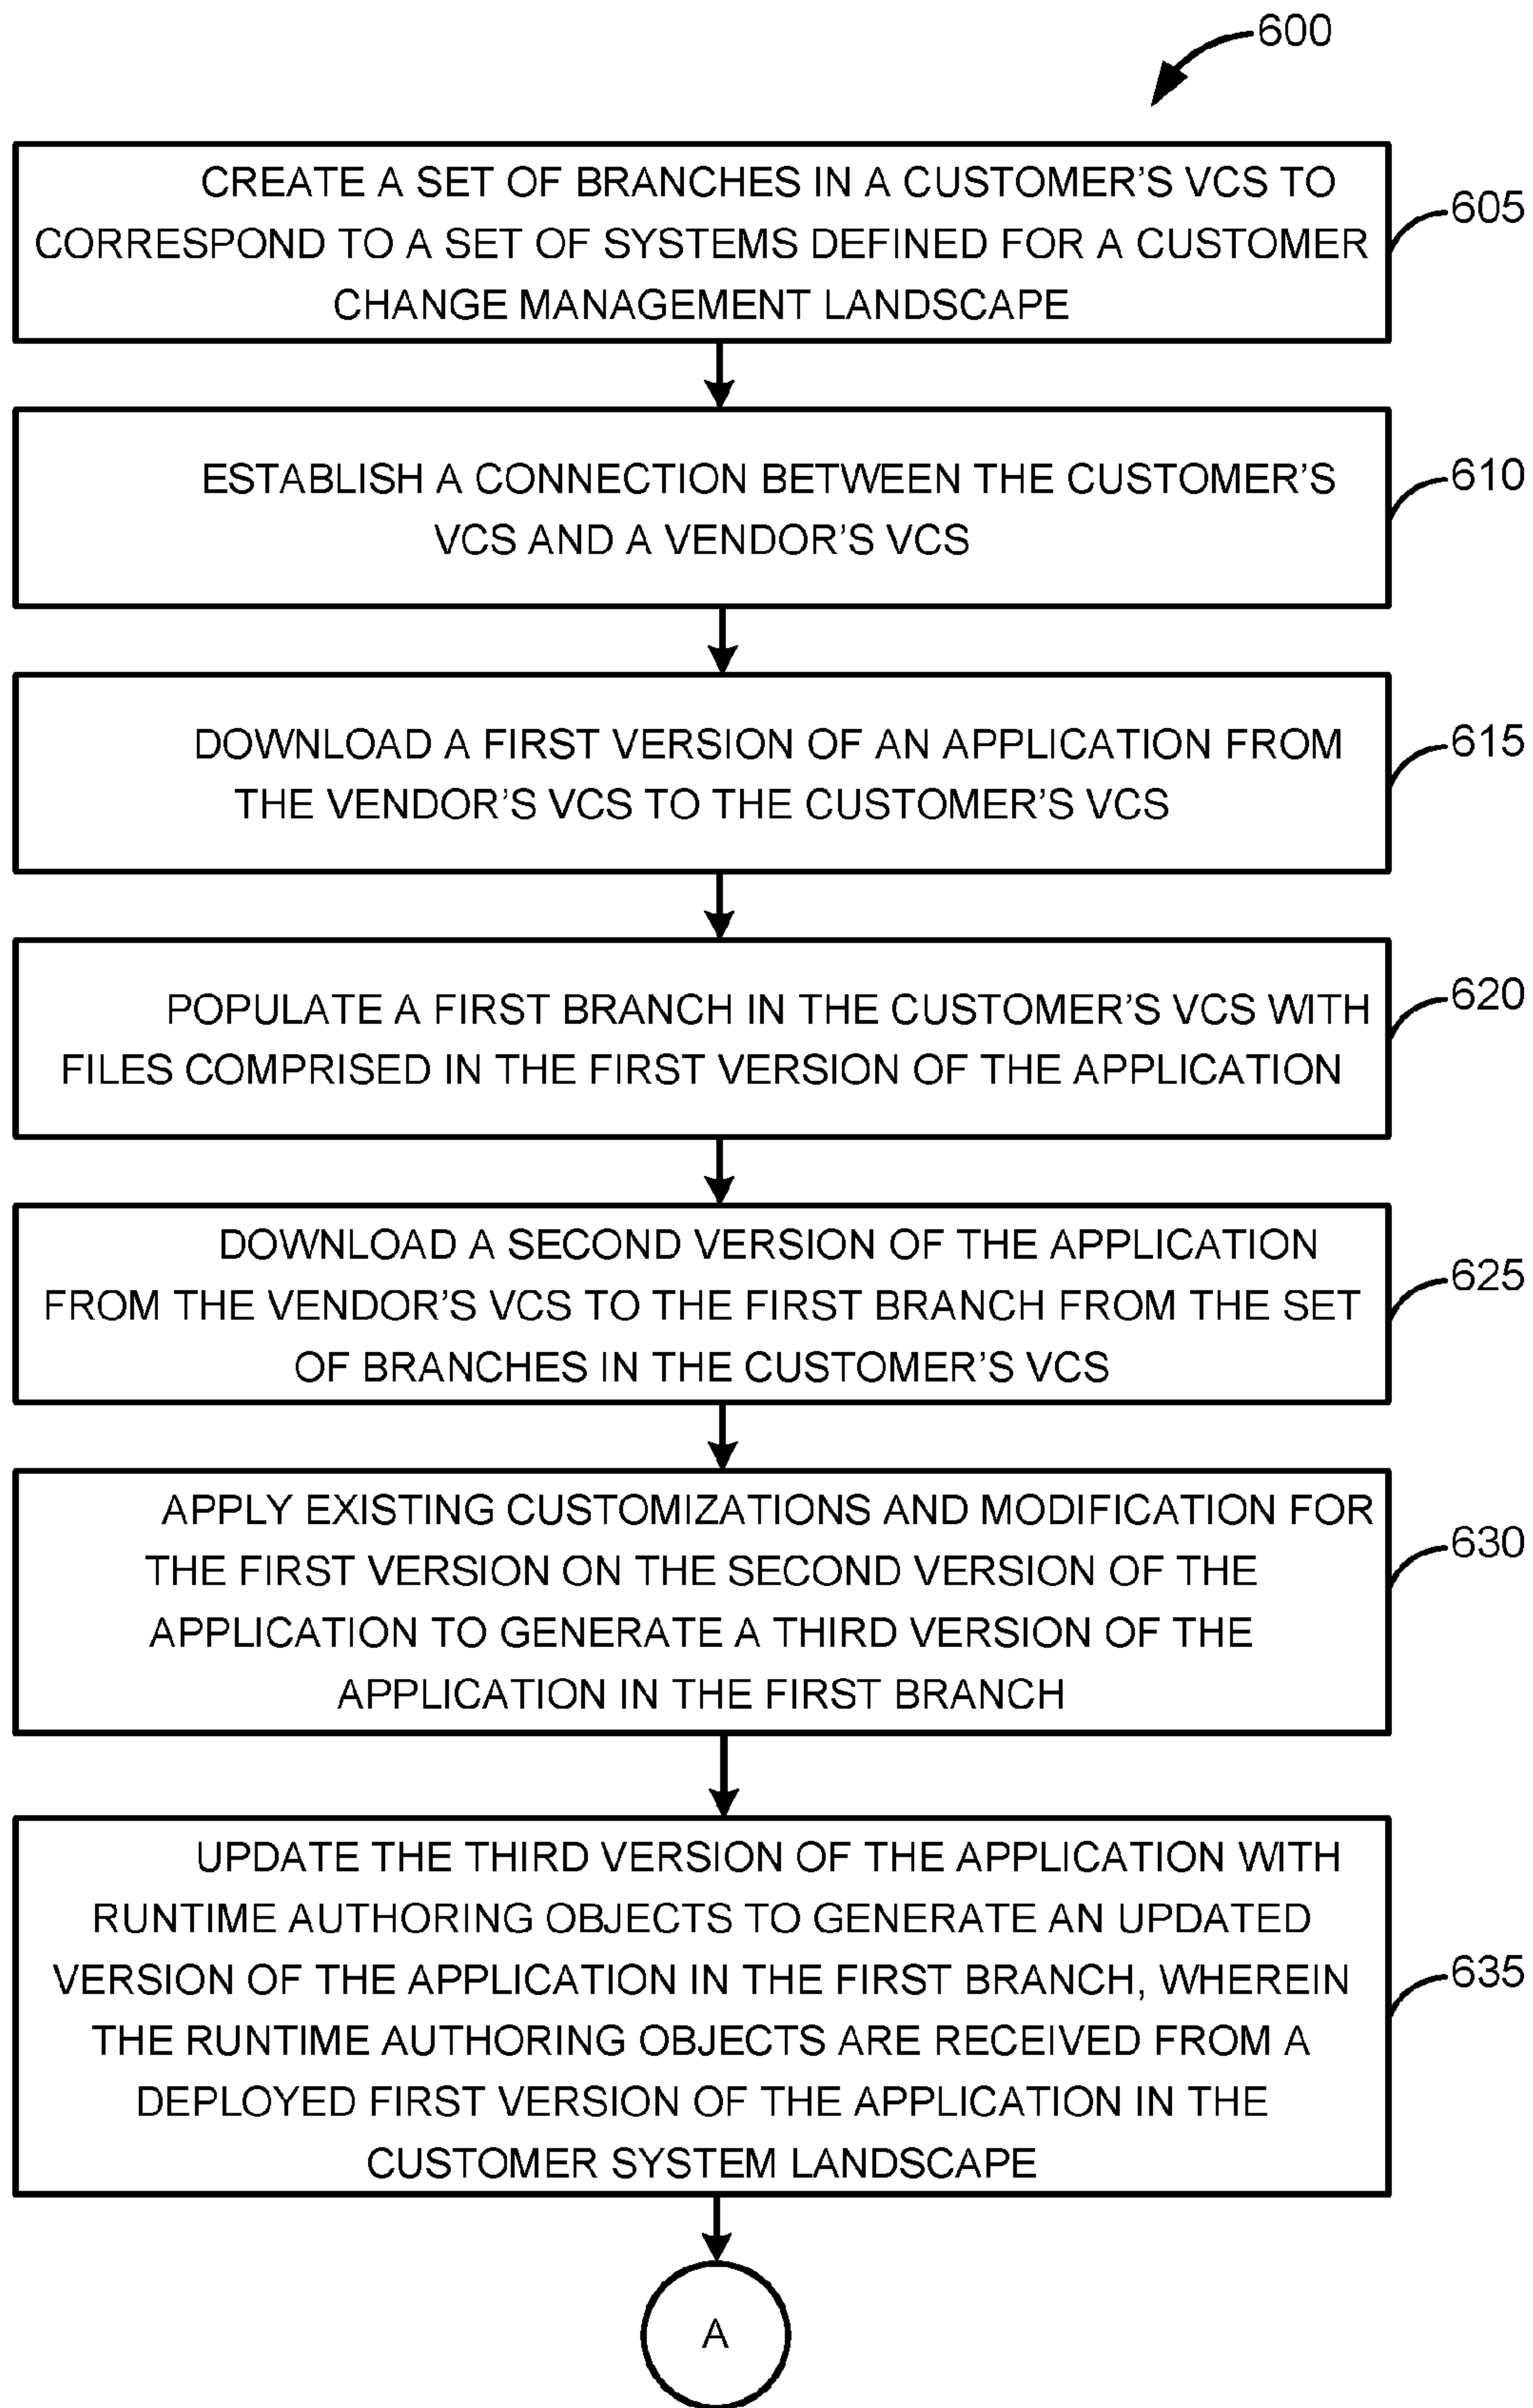 600
CREATE A SET OF BRANCHES IN A CUSTOMER'S VCS TO
CORRESPOND TO A SET OF SYSTEMS DEFINED FOR A CUSTOMER
CHANGE MANAGEMENT LANDSCAPE
605
ESTABLISH A CONNECTION BETWEEN THE CUSTOMER'S
VCS AND A VENDOR'S VCS
610
DOWNLOAD A FIRST VERSION OF AN APPLICATION FROM
THE VENDOR'S VCS TO THE CUSTOMER'S VCS
615
POPULATE A FIRST BRANCH IN THE CUSTOMER'S VCS WITH
FILES COMPRISED IN THE FIRST VERSION OF THE APPLICATION
620
DOWNLOAD A SECOND VERSION OF THE APPLICATION
FROM THE VENDOR'S VCS TO THE FIRST BRANCH FROM THE SET
OF BRANCHES IN THE CUSTOMER'S VCS
625
APPLY EXISTING CUSTOMIZATIONS AND MODIFICATION FOR
THE FIRST VERSION ON THE SECOND VERSION OF THE
APPLICATION TO GENERATE A THIRD VERSION OF THE
APPLICATION IN THE FIRST BRANCH
630
UPDATE THE THIRD VERSION OF THE APPLICATION WITH
RUNTIME AUTHORING OBJECTS TO GENERATE AN UPDATED
VERSION OF THE APPLICATION IN THE FIRST BRANCH, WHEREIN
THE RUNTIME AUTHORING OBJECTS ARE RECEIVED FROM A
DEPLOYED FIRST VERSION OF THE APPLICATION IN THE
CUSTOMER SYSTEM LANDSCAPE
635
A